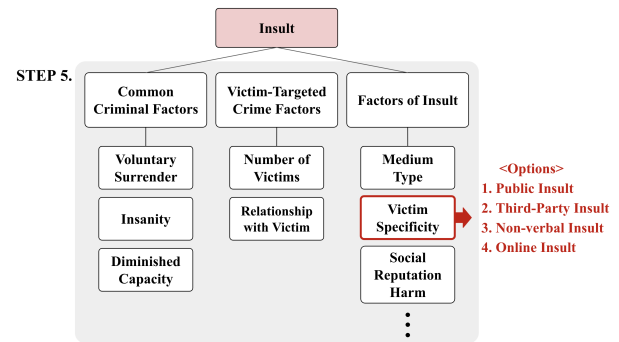 Insult
STEP 5.
Common
Criminal Factors
Victim-Targeted
Crime Factors
Factors of Insult
Voluntary
Surrender
Number of
Victims
Medium
Type
<Options>
1. Public Insult
2. Third-Party Insult
3. Non-verbal Insult
4. Online Insult
Insanity
Relationship
with Victim
Victim
Specificity
Diminished
Capacity
Social
Reputation
Harm